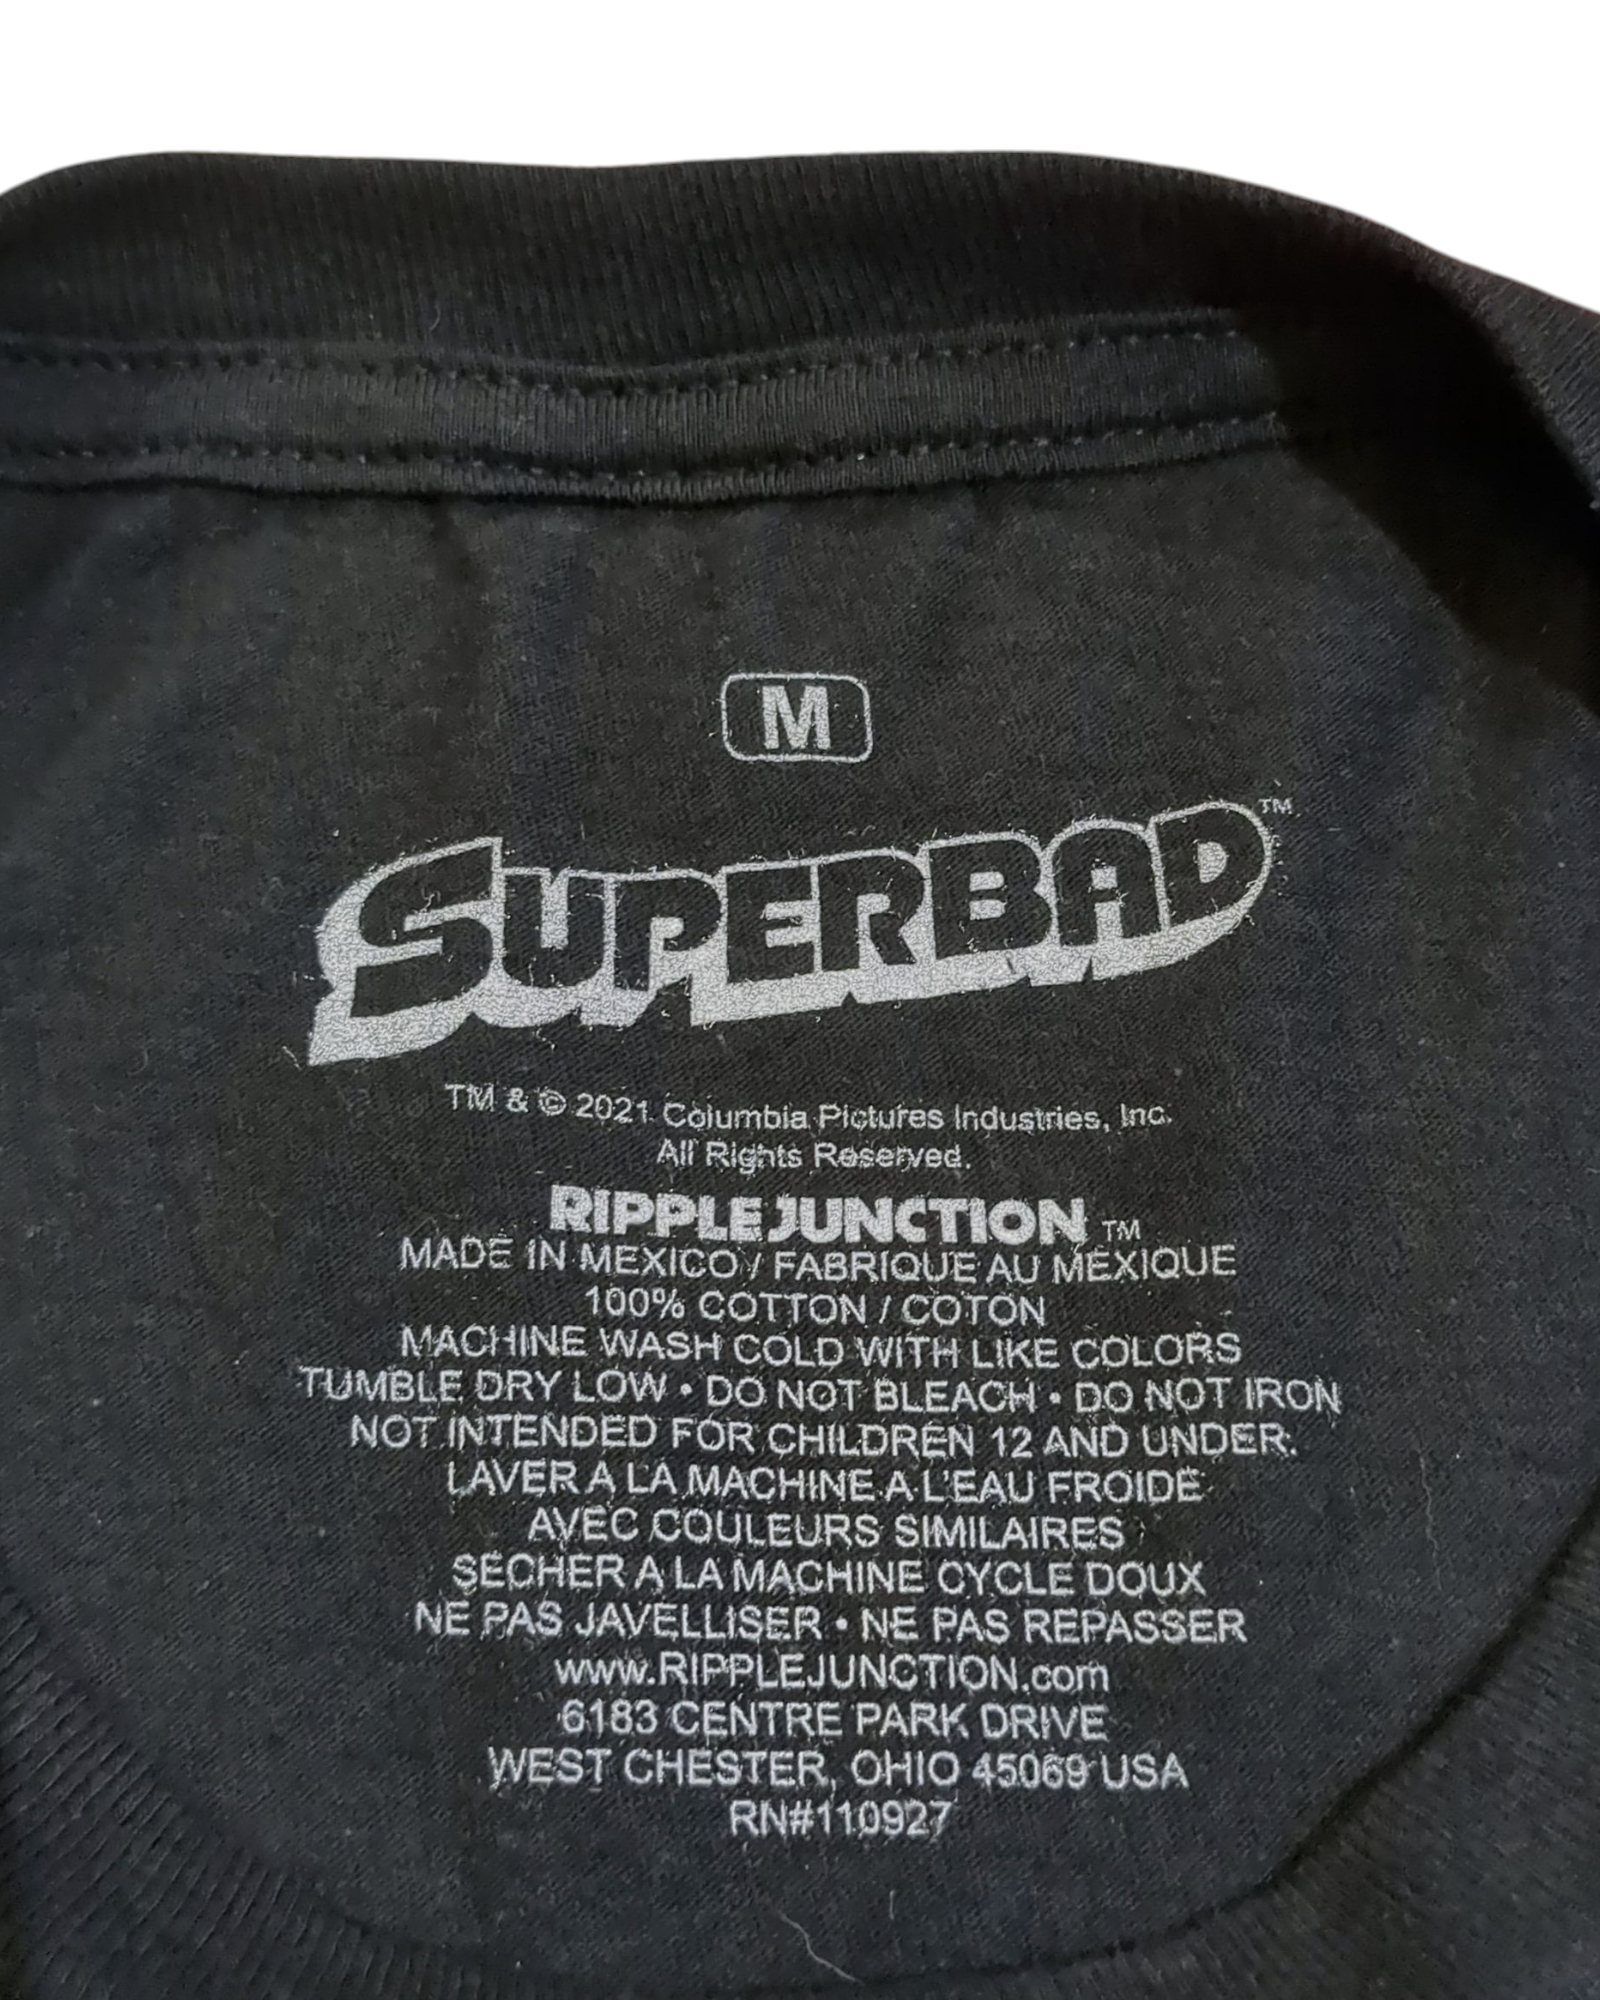 M
SUPERBAD™
TM & © 2021 Columbia Pictures Industries, Inc.
All Rights Reserved.
RIPPLE JUNCTION TM
MADE IN MEXICO / FABRIQUE AU MEXIQUE
100% COTTON / COTON
MACHINE WASH COLD WITH LIKE COLORS
TUMBLE DRY LOW • DO NOT BLEACH • DO NOT IRON
NOT INTENDED FOR CHILDREN 12 AND UNDER.
LAVER A LA MACHINE A L'EAU FROIDE
AVEC COULEURS SIMILAIRES
SECHER A LA MACHINE CYCLE DOUX
NE PAS JAVELLISER • NE PAS REPASSER
www.RIPPLEJUNCTION.com
6183 CENTRE PARK DRIVE
WEST CHESTER, OHIO 45069 USA
RN#110927